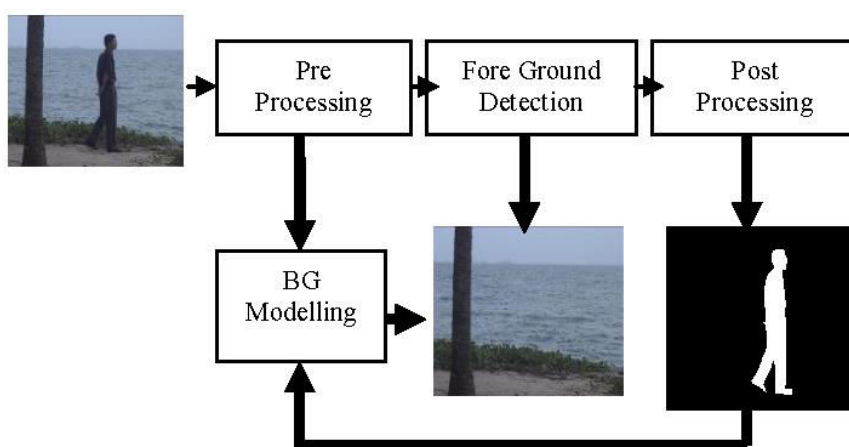 Pre
Processing
Fore Ground
Detection
Post
Processing
BG
Modelling